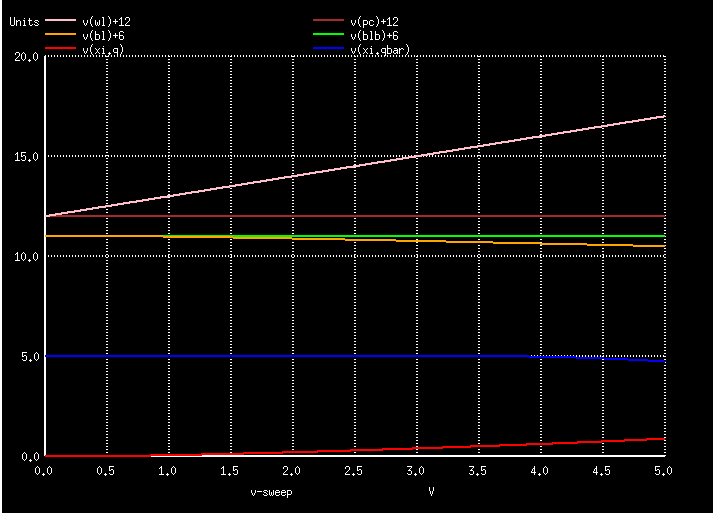 Units v(wl)+12 v(pc)+12
v(bl)+6 v(blb)+6
v(xi.q) v(xi.qbar)
20.0
15.0
10.0
5.0
0.0
0.0 0.5 1.0 1.5 2.0 2.5 3.0 3.5 4.0 4.5 5.0
v-sweep V